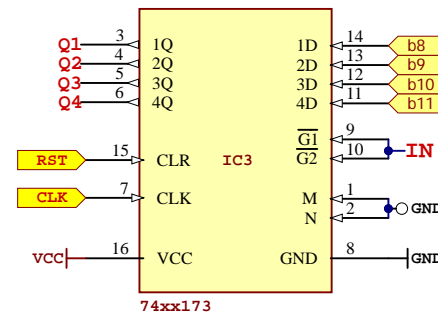 Q1 3 1Q 1D 14 b8
Q2 4 2Q 2D 13 b9
Q3 5 3Q 3D 12 b10
Q4 6 4Q 4D 11 b11
G1 9
IN
RST 15 CLR IC3 G2 10
CLK 7 CLK M 1
GND
N 2
VCC 16 VCC GND 8 GND
74xx173